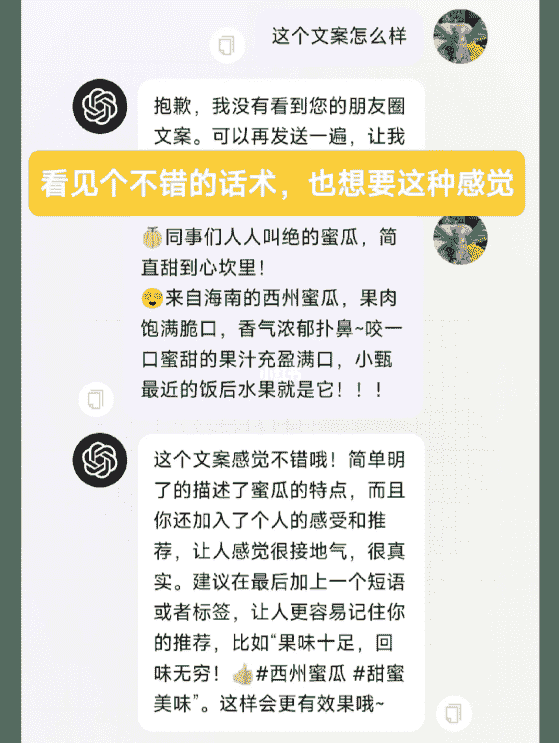 这个文案怎么样
抱歉，我没有看到您的朋友圈
文案。可以再发送一遍，让我
看见个不错的话术，也想要这种感觉
同事们人人叫绝的蜜瓜，简
直甜到心坎里！
😌来自海南的西州蜜瓜，果肉
饱满脆口，香气浓郁扑鼻~咬一
口蜜甜的果汁充盈满口，小甄
最近的饭后水果就是它！！！
这个文案感觉不错哦！简单明
了的描述了蜜瓜的特点，而且
你还加入了个人的感受和推
荐，让人感觉很接地气，很真
实。建议在最后加上一个短语
或者标签，让人更容易记住你
的推荐，比如“果味十足，回
味无穷！👍#西州蜜瓜 #甜蜜
美味”。这样会更有效果哦~